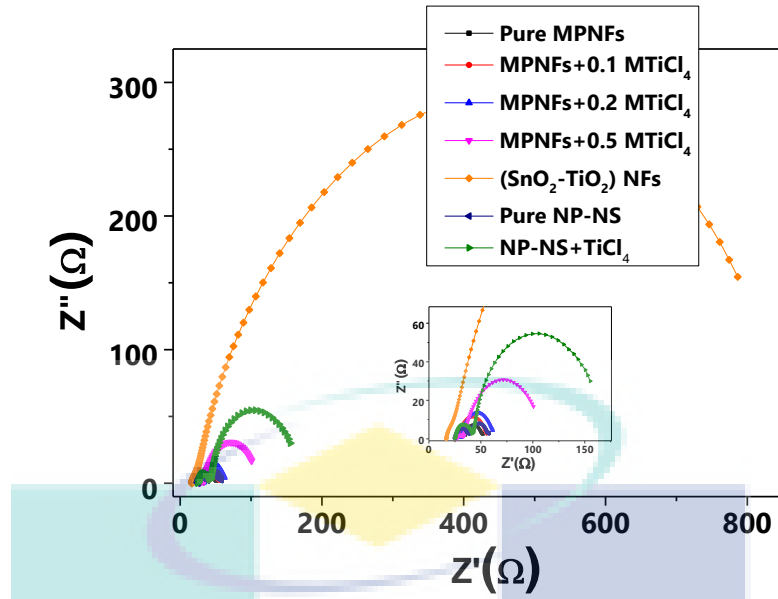 Pure MPNFs
MPNFs+0.1 MTiCl₄
MPNFs+0.2 MTiCl₄
MPNFs+0.5 MTiCl₄
(SnO₂-TiO₂) NFs
Pure NP-NS
NP-NS+TiCl₄
300
200
100
0
Z"(Ω)
0 200 400 600 800
Z'(Ω)
60
40
20
0
Z"(Ω)
0 50 100 150
Z'(Ω)